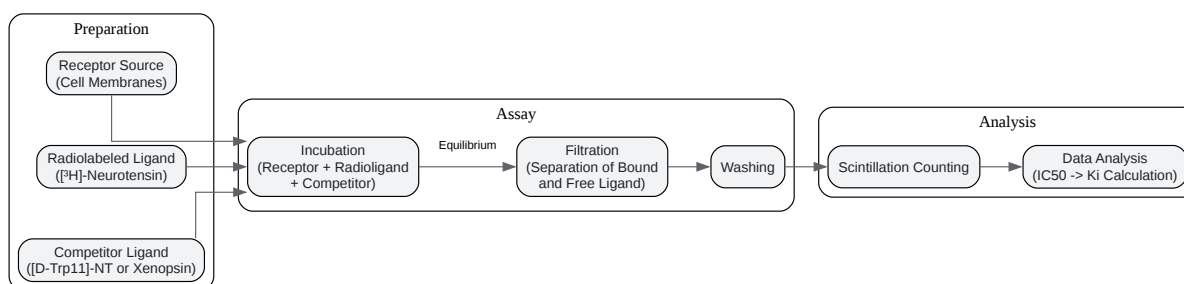 Preparation
Receptor Source
(Cell Membranes)
Radiolabeled Ligand
([³H]-Neurotensin)
Competitor Ligand
([D-Trp11]-NT or Xenopsin)
Assay
Incubation
(Receptor + Radioligand
+ Competitor)
Equilibrium
Filtration
(Separation of Bound
and Free Ligand)
Washing
Analysis
Scintillation Counting
Data Analysis
(IC50 -> Ki Calculation)